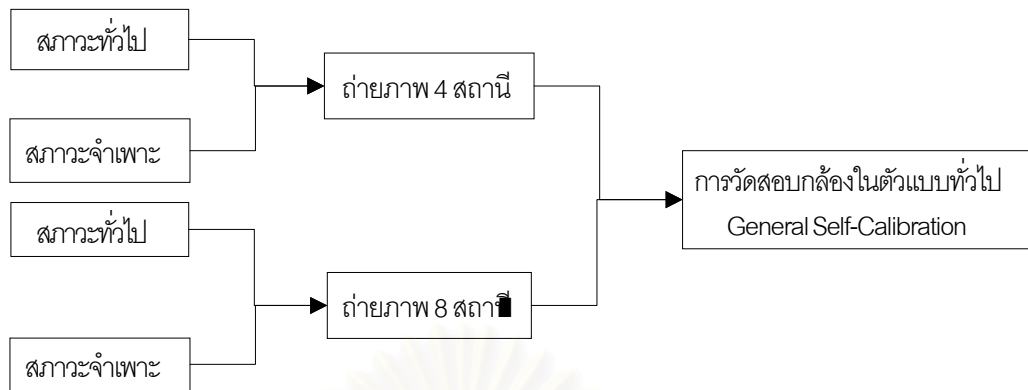 สภาวะทั่วไป
ถ่ายภาพ 4 สถานี
สภาวะจำเพาะ
การวัดสอบกล้องในตัวแบบทั่วไป
General Self-Calibration
สภาวะทั่วไป
ถ่ายภาพ 8
สภาวะจำเพาะ